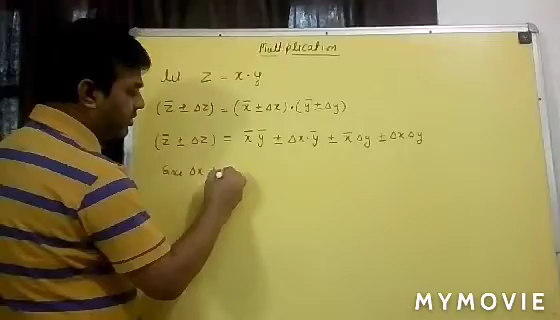 Multiplication
let Z = x · y
(z̄ ± Δz) = (x̄ ± Δx) · (ȳ ± Δy)
(z̄ ± Δz) = x̄ ȳ ± Δx · ȳ ± x̄ Δy ± Δx Δy
Since Δx
MYMOVIE